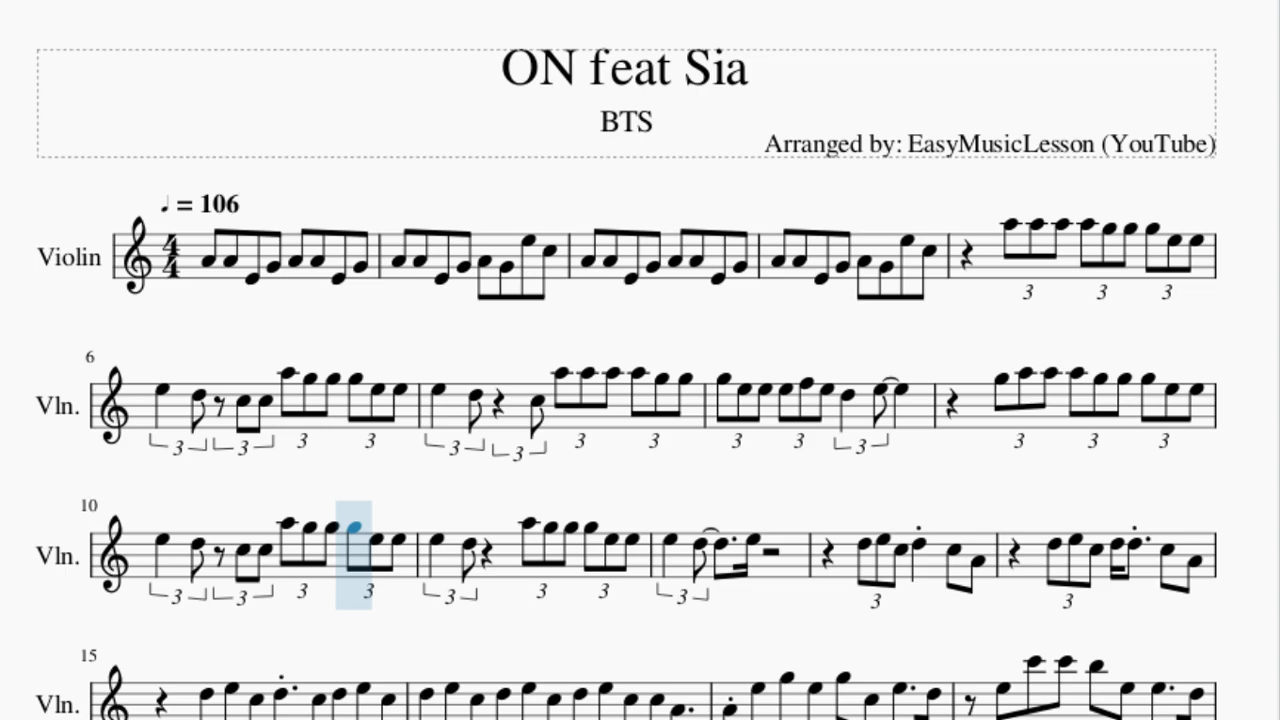 ON feat Sia
BTS
Arranged by: EasyMusicLesson (YouTube)
♩ = 106
Violin
4
4
3 3 3
6
Vln.
3 3 3 3 3 3 3 3 3 3 3 3 3 3
10
Vln.
3 3 3 3 3 3 3 3 3 3
15
Vln.